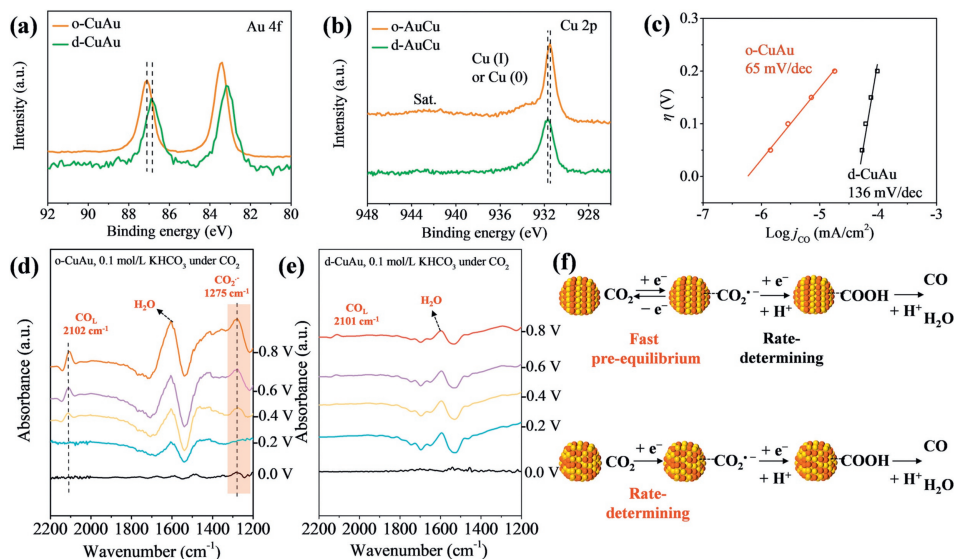 (a)
o-CuAu
d-CuAu
Au 4f
Intensity (a.u.)
92 90 88 86 84 82 80
Binding energy (eV)
(b)
o-AuCu
d-AuCu
Cu 2p
Cu (I)
or Cu (0)
Sat.
Intensity (a.u.)
948 944 940 936 932 928
Binding energy (eV)
(c)
o-CuAu
65 mV/dec
d-CuAu
136 mV/dec
η (V)
0.2
0.1
0.0
-7 -6 -5 -4 -3
Log jCO (mA/cm²)
(d)
o-CuAu, 0.1 mol/L KHCO₃ under CO₂
CO₂·⁻
1275 cm⁻¹
H₂O
COL
2102 cm⁻¹
-0.8 V
-0.6 V
-0.4 V
-0.2 V
0.0 V
Absorbance (a.u.)
2200 2000 1800 1600 1400 1200
Wavenumber (cm⁻¹)
(e)
d-CuAu, 0.1 mol/L KHCO₃ under CO₂
COL
2101 cm⁻¹
H₂O
-0.8 V
-0.6 V
-0.4 V
-0.2 V
0.0 V
Absorbance (a.u.)
2200 2000 1800 1600 1400 1200
Wavenumber (cm⁻¹)
(f)
CO₂ + e⁻ − e⁻ CO₂·⁻ + e⁻ + H⁺ COOH + H⁺ CO H₂O
Fast
pre-equilibrium
Rate-
determining
CO₂ + e⁻ CO₂·⁻ + e⁻ + H⁺ COOH + H⁺ CO H₂O
Rate-
determining